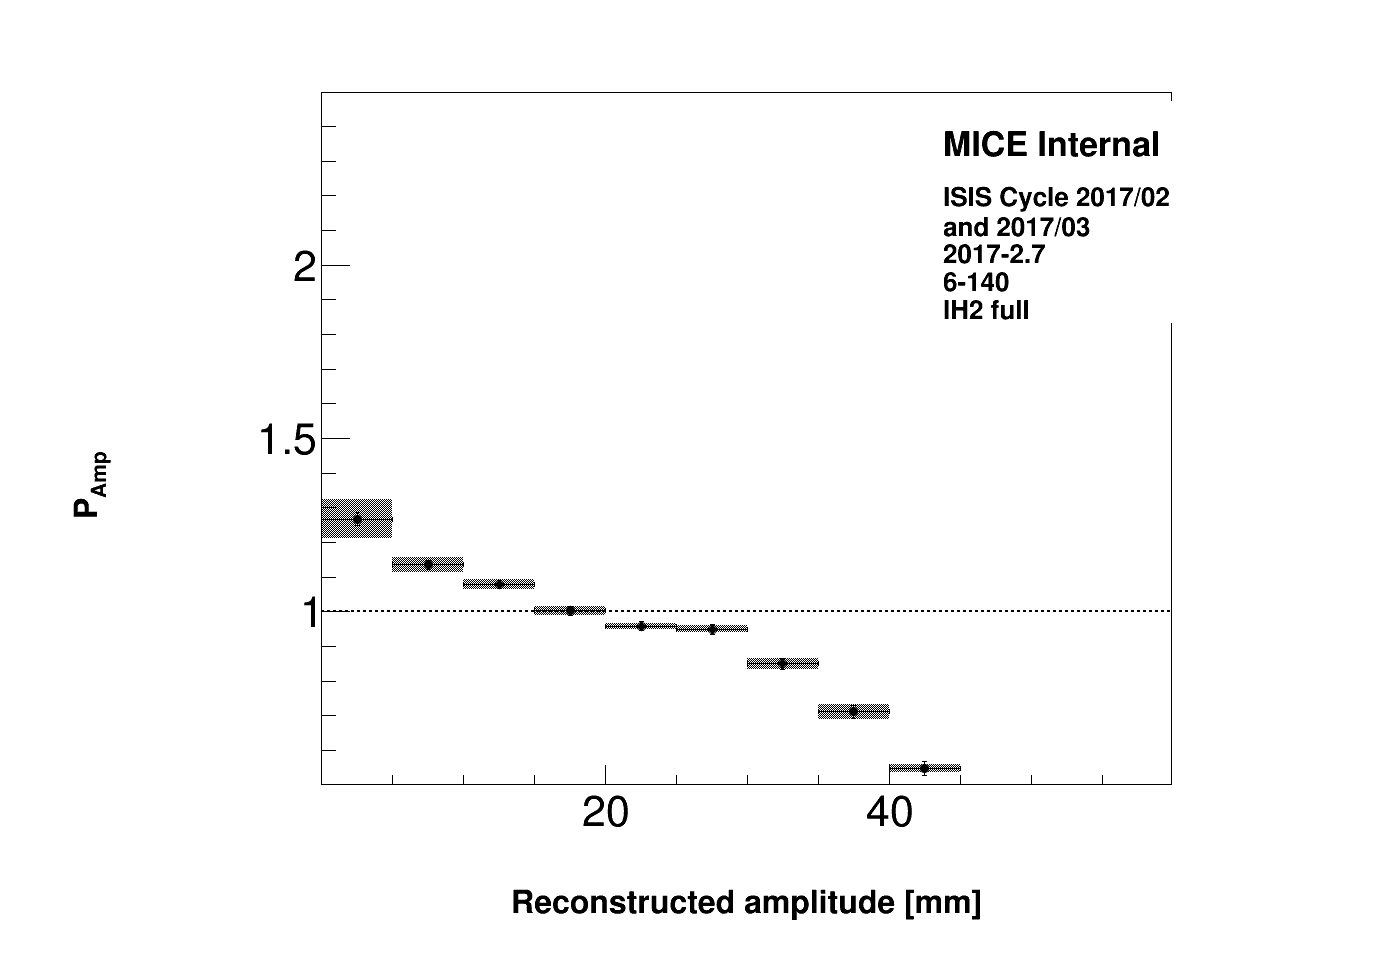 MICE Internal
ISIS Cycle 2017/02
and 2017/03
2017-2.7
6-140
IH2 full
2
1.5
1
P_Amp
20
40
Reconstructed amplitude [mm]